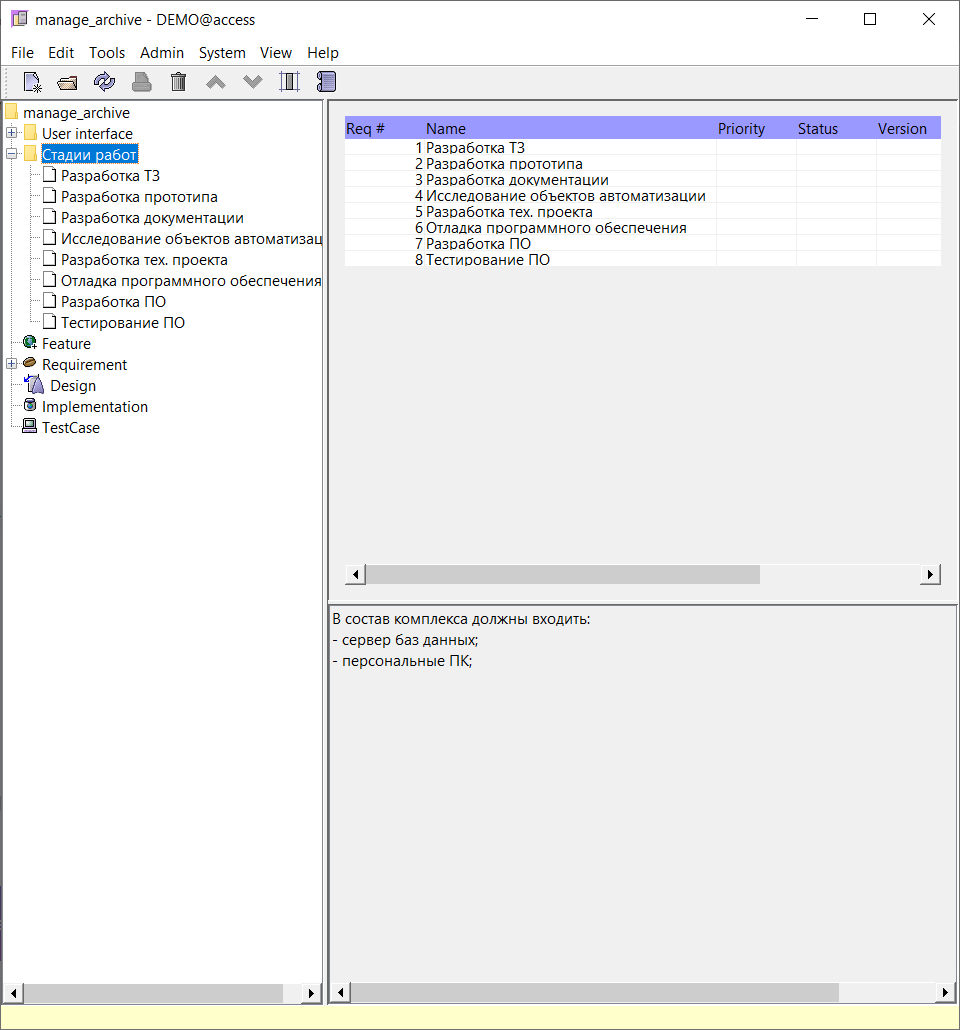 manage_archive - DEMO@access
File Edit Tools Admin System View Help
manage_archive
User interface
Стадии работ
Разработка ТЗ
Разработка прототипа
Разработка документации
Исследование объектов автоматизац
Разработка тех. проекта
Отладка программного обеспечения
Разработка ПО
Тестирование ПО
Feature
Requirement
Design
Implementation
TestCase
Req # Name Priority Status Version
1 Разработка ТЗ
2 Разработка прототипа
3 Разработка документации
4 Исследование объектов автоматизации
5 Разработка тех. проекта
6 Отладка программного обеспечения
7 Разработка ПО
8 Тестирование ПО
В состав комплекса должны входить:
- сервер баз данных;
- персональные ПК;